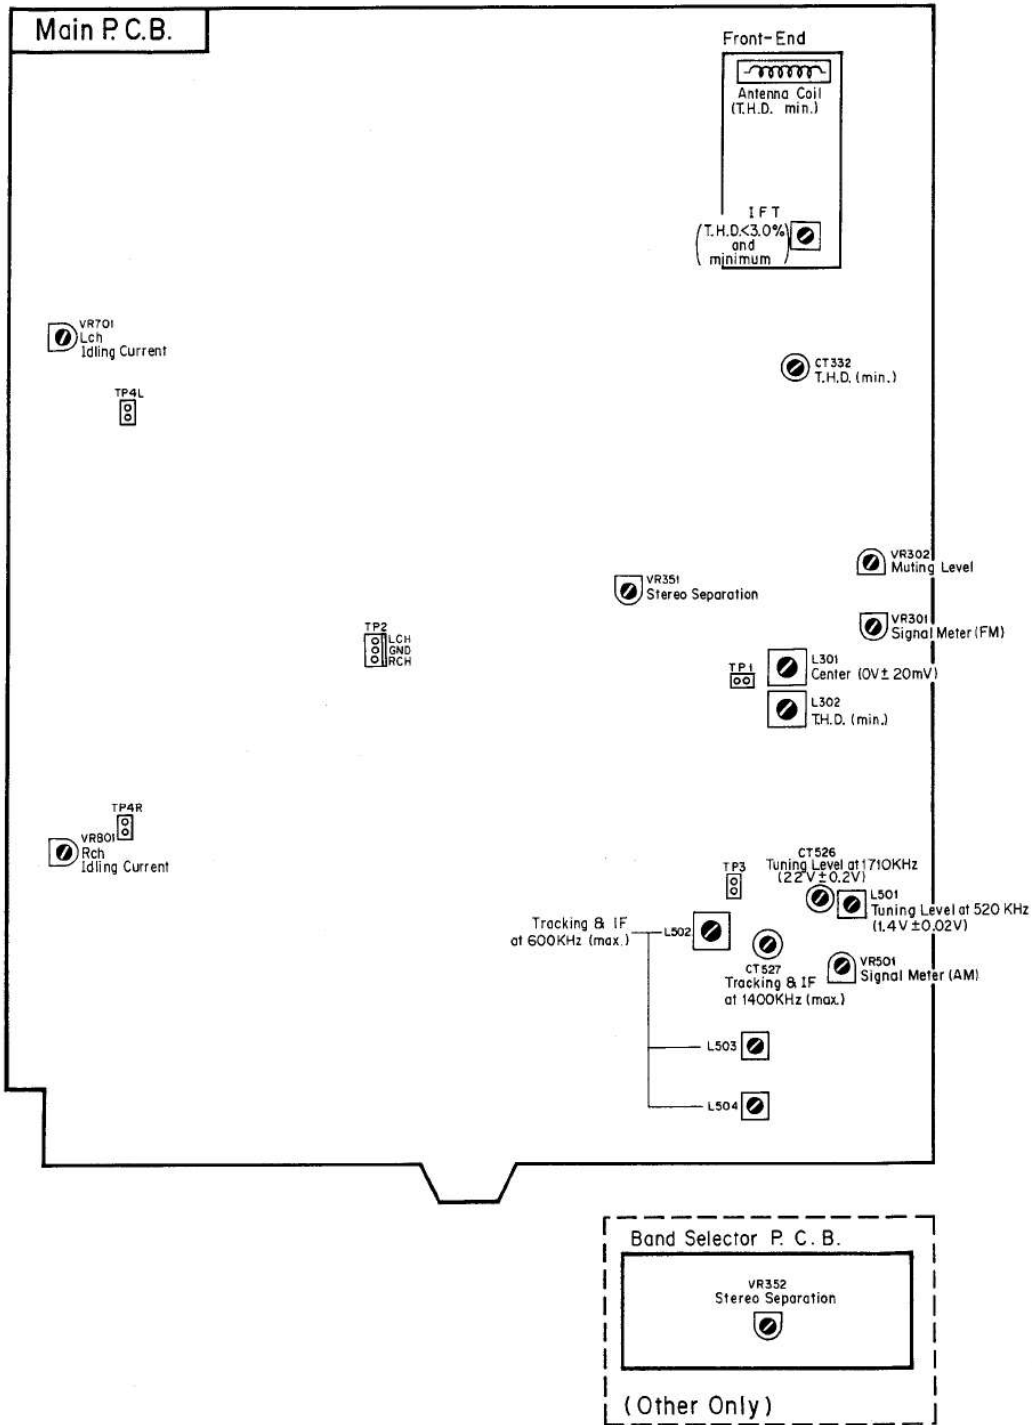 Main P.C.B.
Front-End
Antenna Coil
(T.H.D. min.)
IFT
(T.H.D.<3.0%)
and
minimum
VR701
Lch
Idling Current
TP4L
CT332
T.H.D. (min.)
VR302
Muting Level
VR351
Stereo Separation
VR301
Signal Meter (FM)
TP2
LCH
GND
RCH
TP1
L301
Center (0V±20mV)
L302
T.H.D. (min.)
TP4R
VR801
Rch
Idling Current
TP3
CT526
Tuning Level at 1710KHz
(22V±0.2V)
L501
Tuning Level at 520 KHz
(1.4V±0.02V)
Tracking & IF
at 600KHz (max.)
L502
CT527
Tracking & IF
at 1400KHz (max.)
VR501
Signal Meter (AM)
L503
L504
Band Selector P. C. B.
VR352
Stereo Separation
(Other Only)